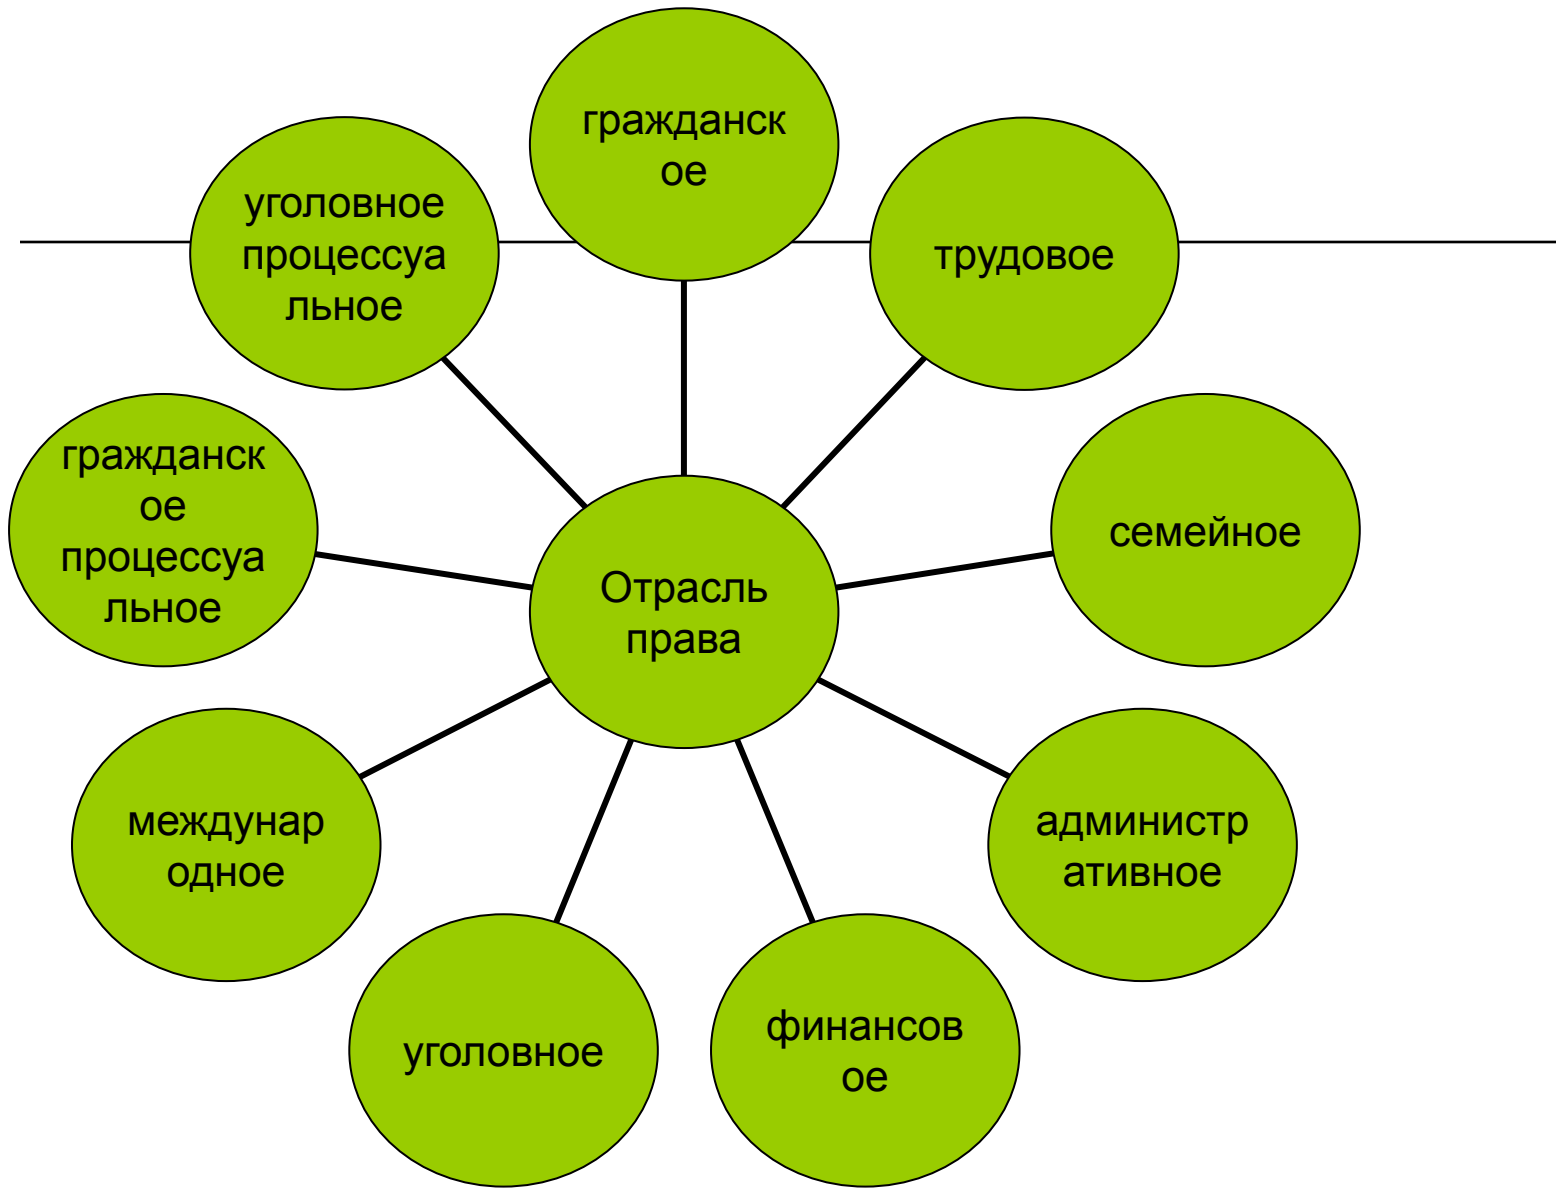 гражданск
ое
уголовное
процессуа
льное
трудовое
гражданск
ое
процессуа
льное
семейное
Отрасль
права
междунар
одное
администр
ативное
уголовное
финансов
ое